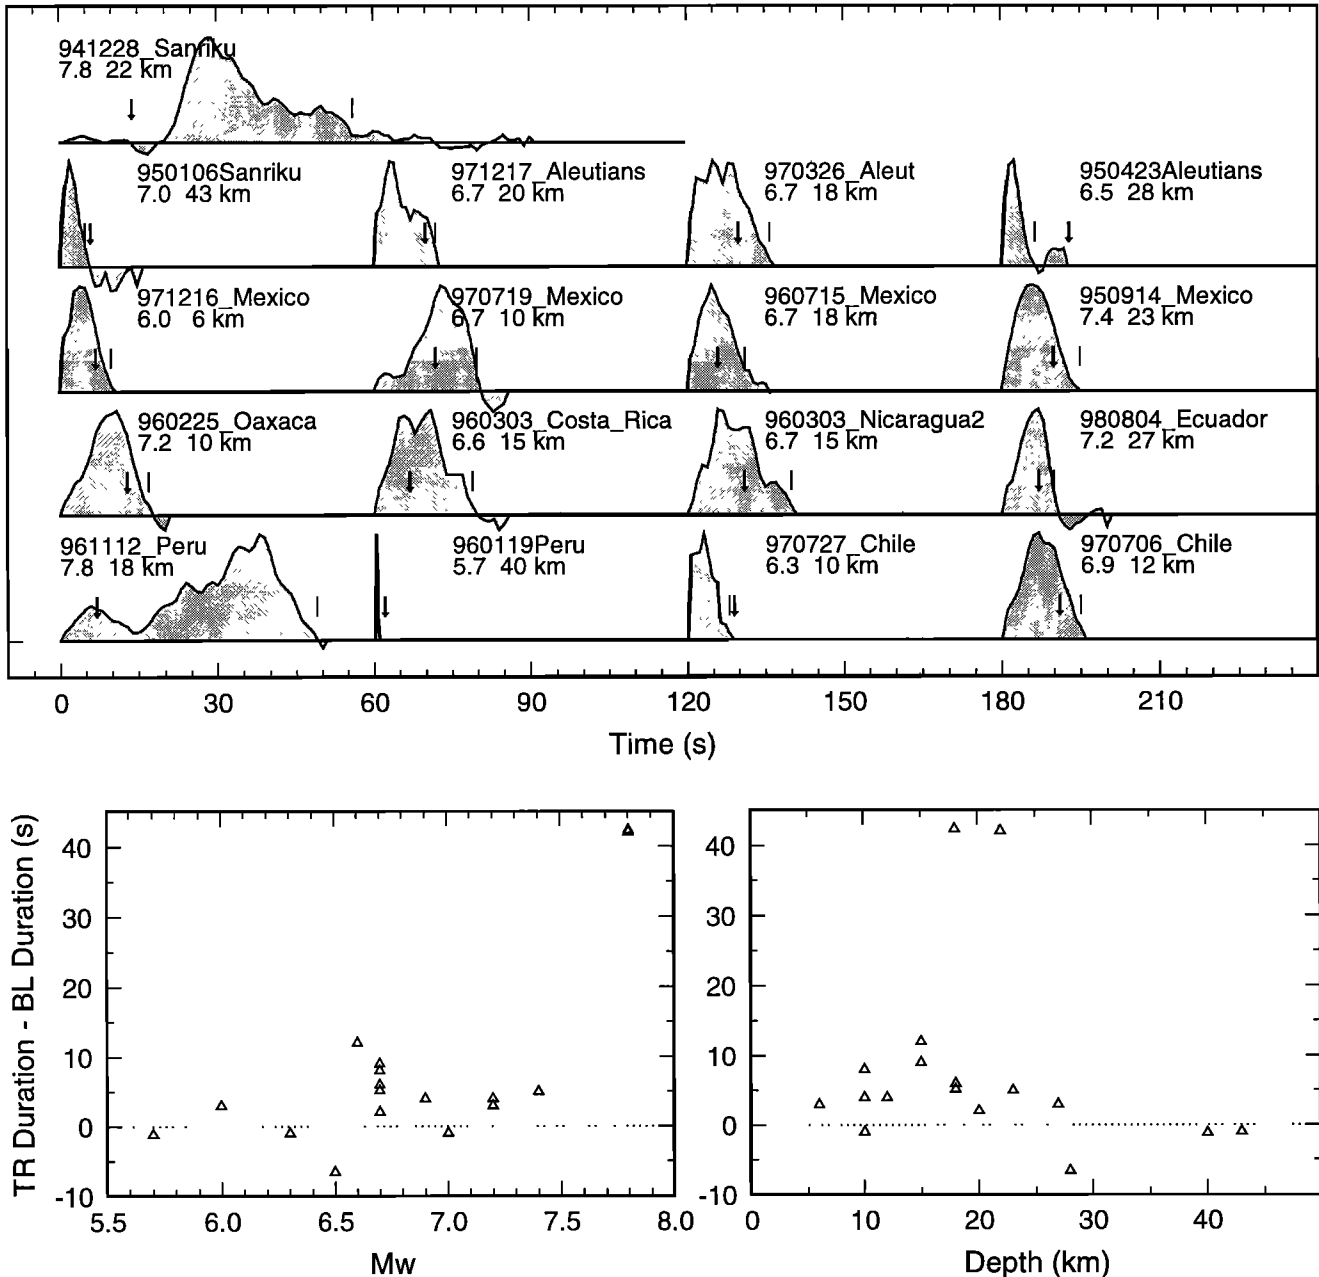 941228_Sanriku
7.8 22 km
950106Sanriku
7.0 43 km
971217_Aleutians
6.7 20 km
970326_Aleut
6.7 18 km
950423Aleutians
6.5 28 km
971216_Mexico
6.0 6 km
970719_Mexico
6.7 10 km
960715_Mexico
6.7 18 km
950914_Mexico
7.4 23 km
960225_Oaxaca
7.2 10 km
960303_Costa_Rica
6.6 15 km
960303_Nicaragua2
6.7 15 km
980804_Ecuador
7.2 27 km
961112_Peru
7.8 18 km
960119Peru
5.7 40 km
970727_Chile
6.3 10 km
970706_Chile
6.9 12 km
0 30 60 90 120 150 180 210
Time (s)
TR Duration - BL Duration (s)
40
30
20
10
0
-10
5.5 6.0 6.5 7.0 7.5 8.0
Mw
40
30
20
10
0
-10
0 10 20 30 40
Depth (km)